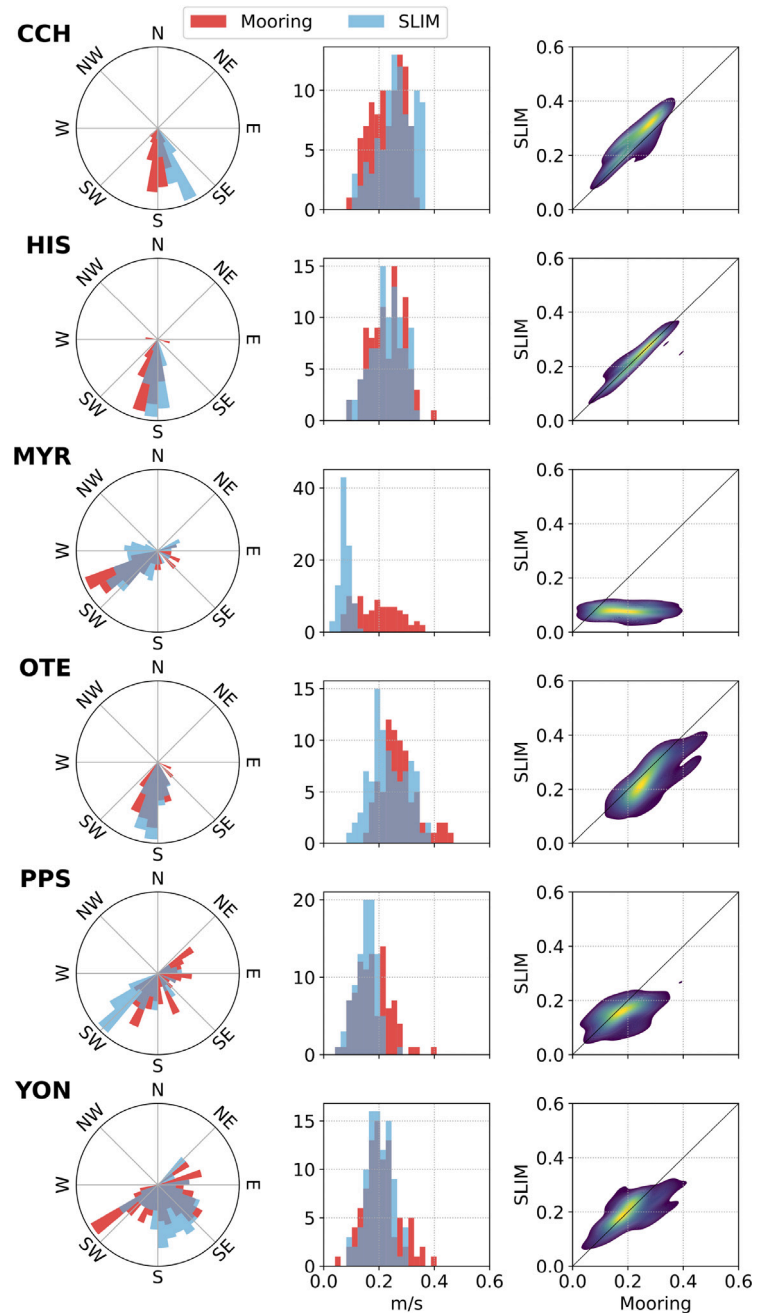 Mooring SLIM
CCH
N NE E SE S SW W NW
10 5 0
0.6 0.4 0.2 0.0
SLIM
HIS
N NE E SE S SW W NW
15 10 5 0
0.6 0.4 0.2 0.0
SLIM
MYR
N NE E SE S SW W NW
40 20 0
0.6 0.4 0.2 0.0
SLIM
OTE
N NE E SE S SW W NW
15 10 5 0
0.6 0.4 0.2 0.0
SLIM
PPS
N NE E SE S SW W NW
20 10 0
0.6 0.4 0.2 0.0
SLIM
YON
N NE E SE S SW W NW
15 10 5 0
0.6 0.4 0.2 0.0
SLIM
0.0 0.2 0.4 0.6 0.0 0.2 0.4 0.6
m/s Mooring